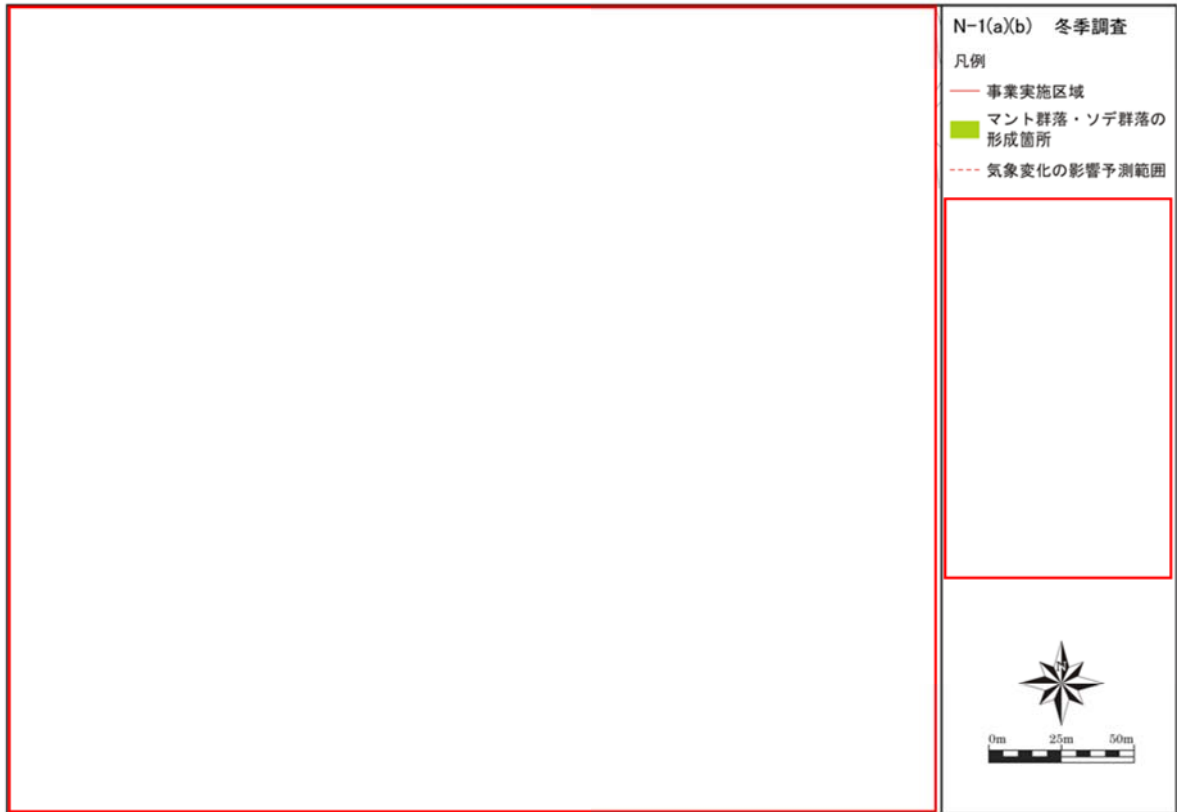 N-1(a)(b) 冬季調査
凡例
事業実施区域
マント群落・ソデ群落の
形成箇所
気象変化の影響予測範囲
N
0m 25m 50m